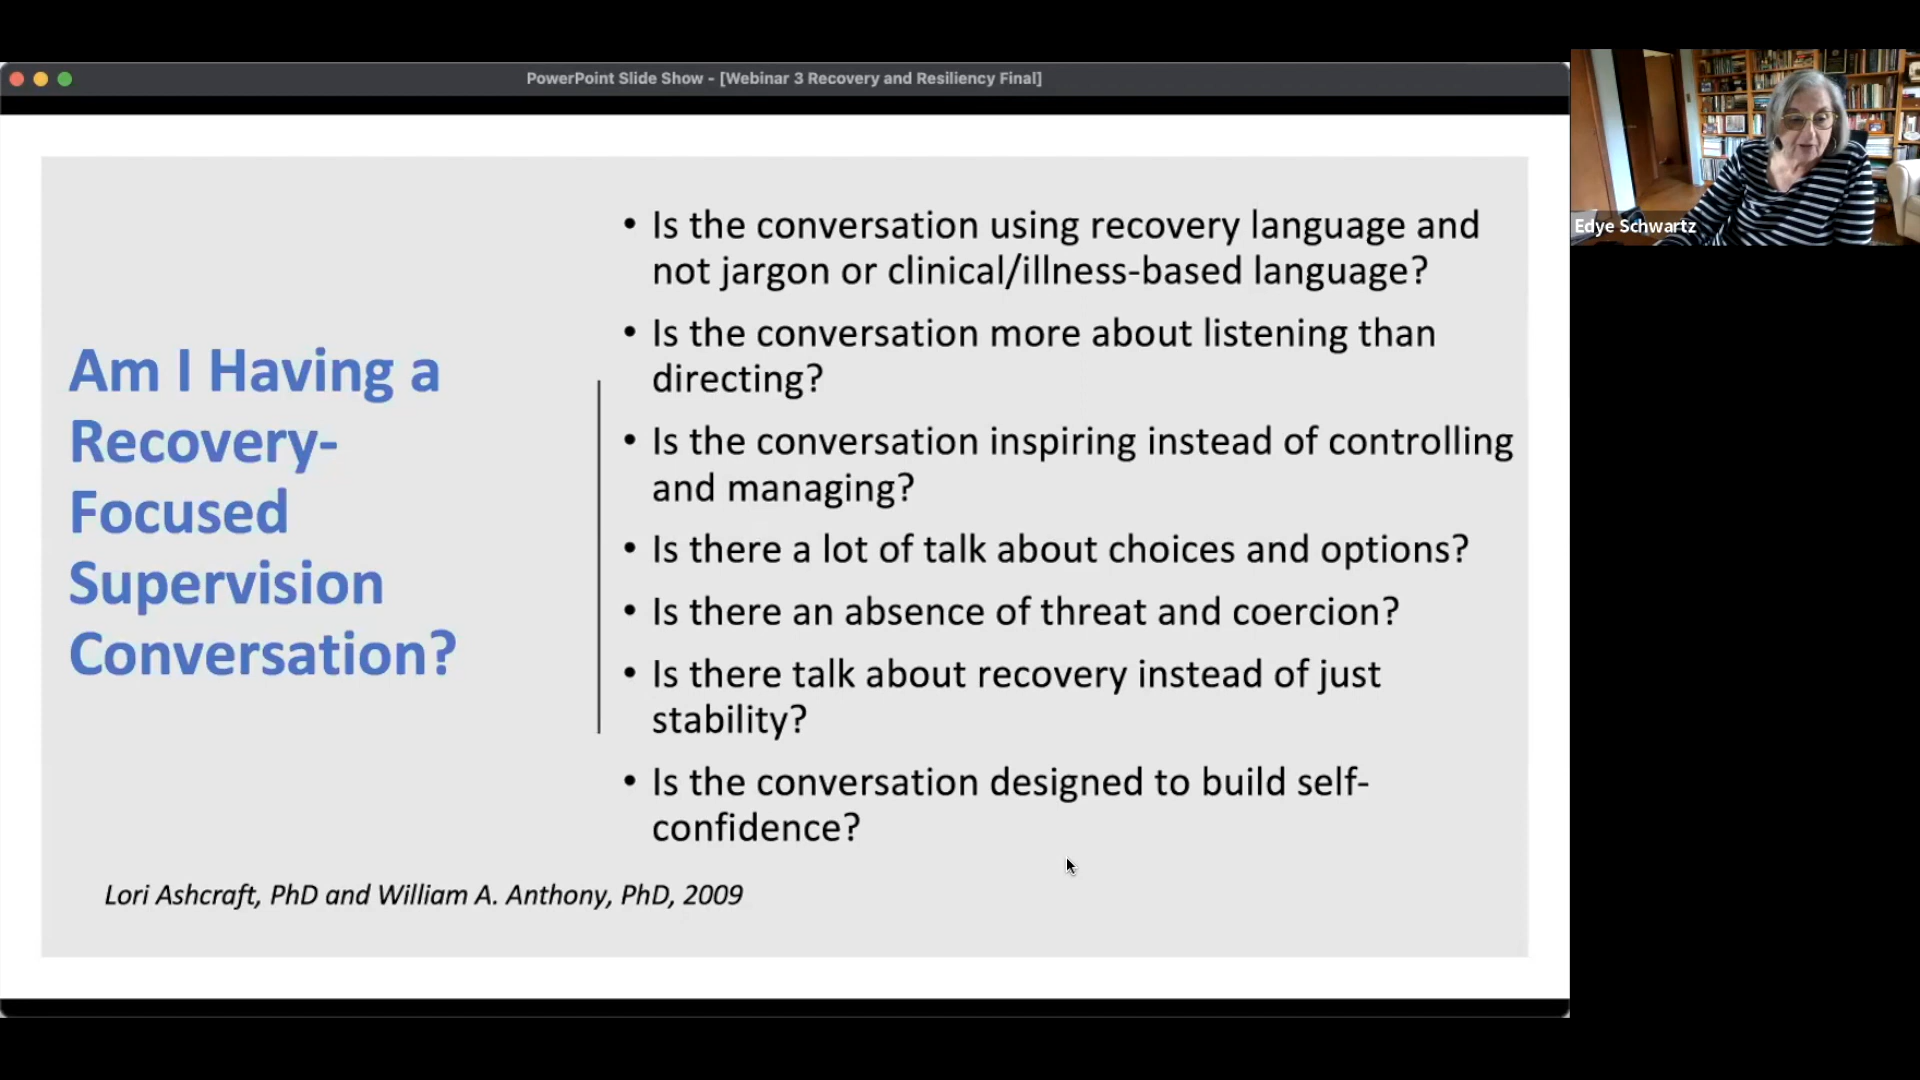 PowerPoint Slide Show - [Webinar 3 Recovery and Resiliency Final]
Edye Schwartz
Am I Having a
Recovery-
Focused
Supervision
Conversation?
• Is the conversation using recovery language and
not jargon or clinical/illness-based language?
• Is the conversation more about listening than
directing?
• Is the conversation inspiring instead of controlling
and managing?
• Is there a lot of talk about choices and options?
• Is there an absence of threat and coercion?
• Is there talk about recovery instead of just
stability?
• Is the conversation designed to build self-
confidence?
Lori Ashcraft, PhD and William A. Anthony, PhD, 2009